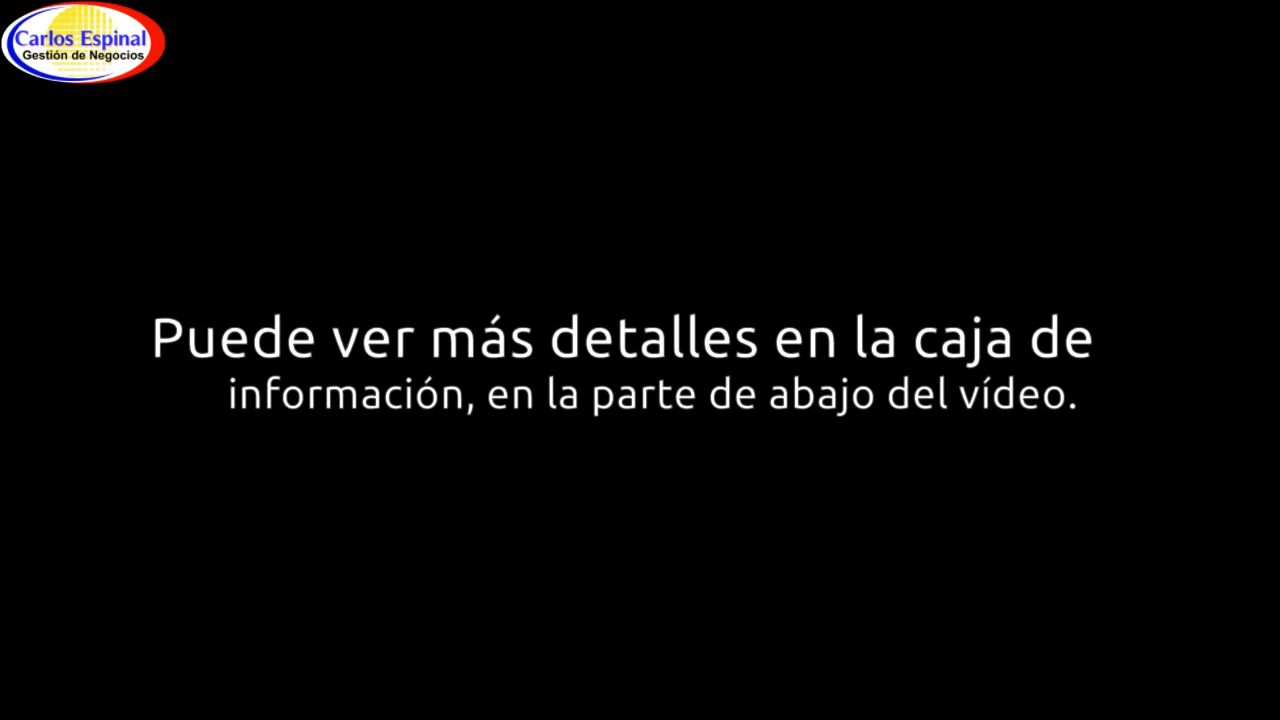 Carlos Espinal
Gestión de Negocios
Puede ver más detalles en la caja de
información, en la parte de abajo del vídeo.